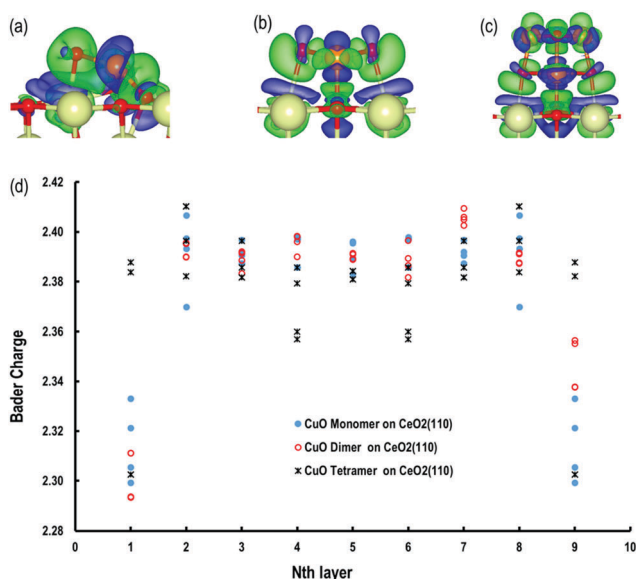 (a)
(b)
(c)
(d)
2.42
2.40
2.38
2.36
2.34
2.32
2.30
2.28
Bader Charge
CuO Monomer on CeO2(110)
CuO Dimer on CeO2(110)
CuO Tetramer on CeO2(110)
0 1 2 3 4 5 6 7 8 9 10
Nth layer